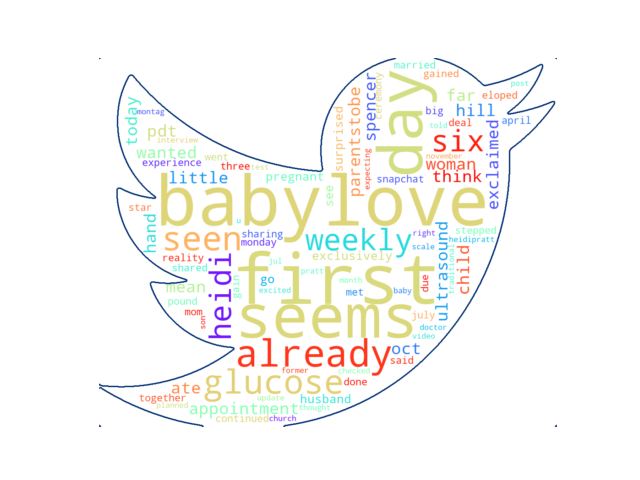 married
gained
post
far
eloped
today
montag
parentstobe
surprised
spencer
ceremony
day
big
hill
april
pdt
interview
told
deal
six
exclaimed
wanted
experience
went
three
test
expecting
november
woman
little
pregnant
see
snapchat
think
babylove
star
hand
u
seen
sharing
monday
weekly
right
scale
ultrasound
stepped
heidipratt
traditional
child
reality
shared
heidi
exclusively
jul
pratt
first
mean
gain
go
excited
met
month
baby
due
pound
mom
son
seems
july
doctor
video
already
oct
said
former
checked
ate
glucose
done
together
planned
update
husband
appointment
thought
continued
church